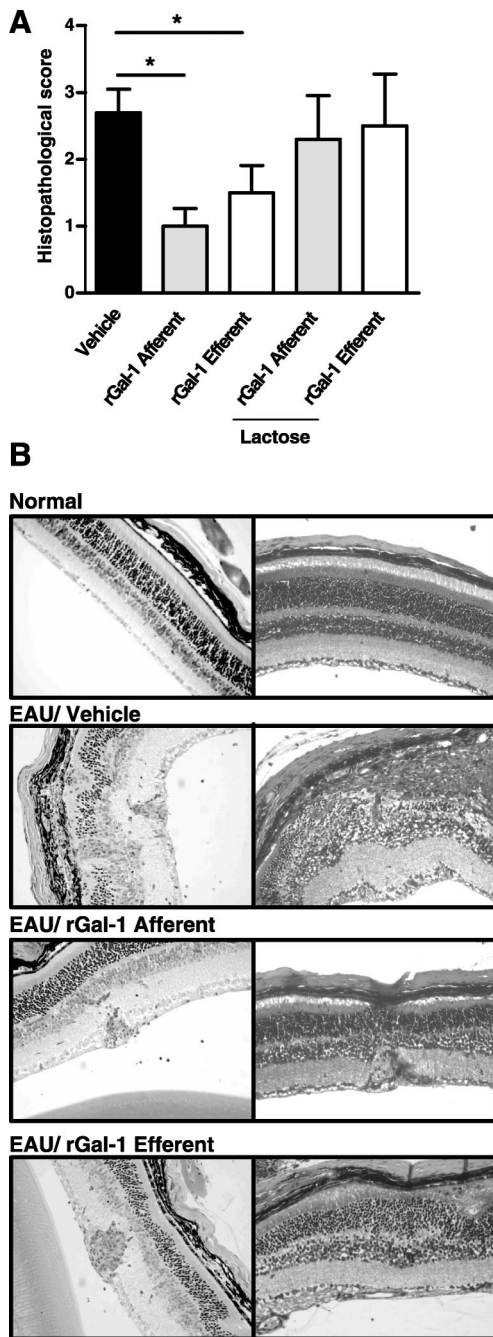 A
Histopathological score
4
3
2
1
0
*
*
Vehicle
rGal-1 Afferent
rGal-1 Efferent
rGal-1 Afferent
rGal-1 Efferent
Lactose
B
Normal
EAU/ Vehicle
EAU/ rGal-1 Afferent
EAU/ rGal-1 Efferent